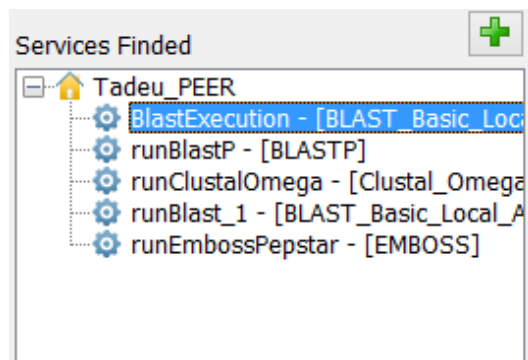 Services Finded
Tadeu_PEER
BlastExecution - [BLAST_Basic_Loca
runBlastP - [BLASTP]
runClustalOmega - [Clustal_Omega
runBlast_1 - [BLAST_Basic_Local_A
runEmbossPepstar - [EMBOSS]